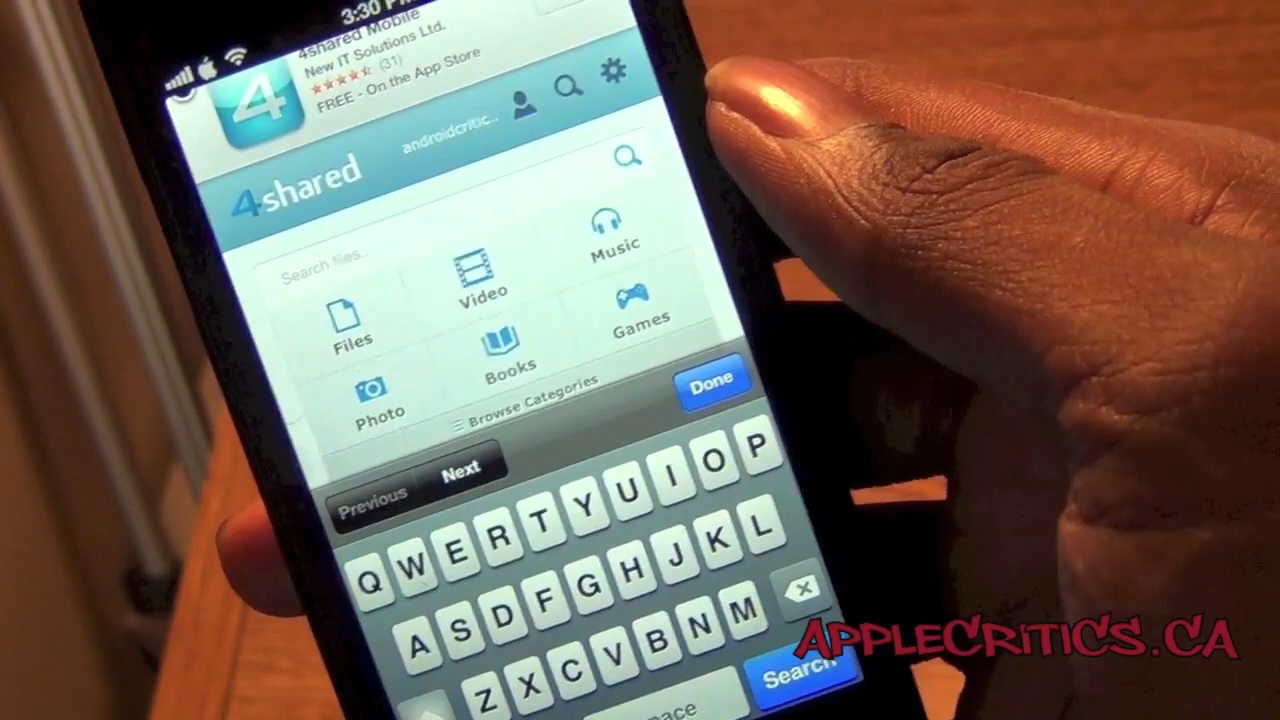 3:30 P
4shared Mobile
New IT Solutions Ltd.
(31)
FREE - On the App Store
4
androidcritic...
4shared
Search files..
Files
Video
Music
Photo
Books
Games
Browse Categories
Done
Previous
Next
Q W E R T Y U I O P
A S D F G H J K L
Z X C V B N M
Search
APPLECRITICS.CA